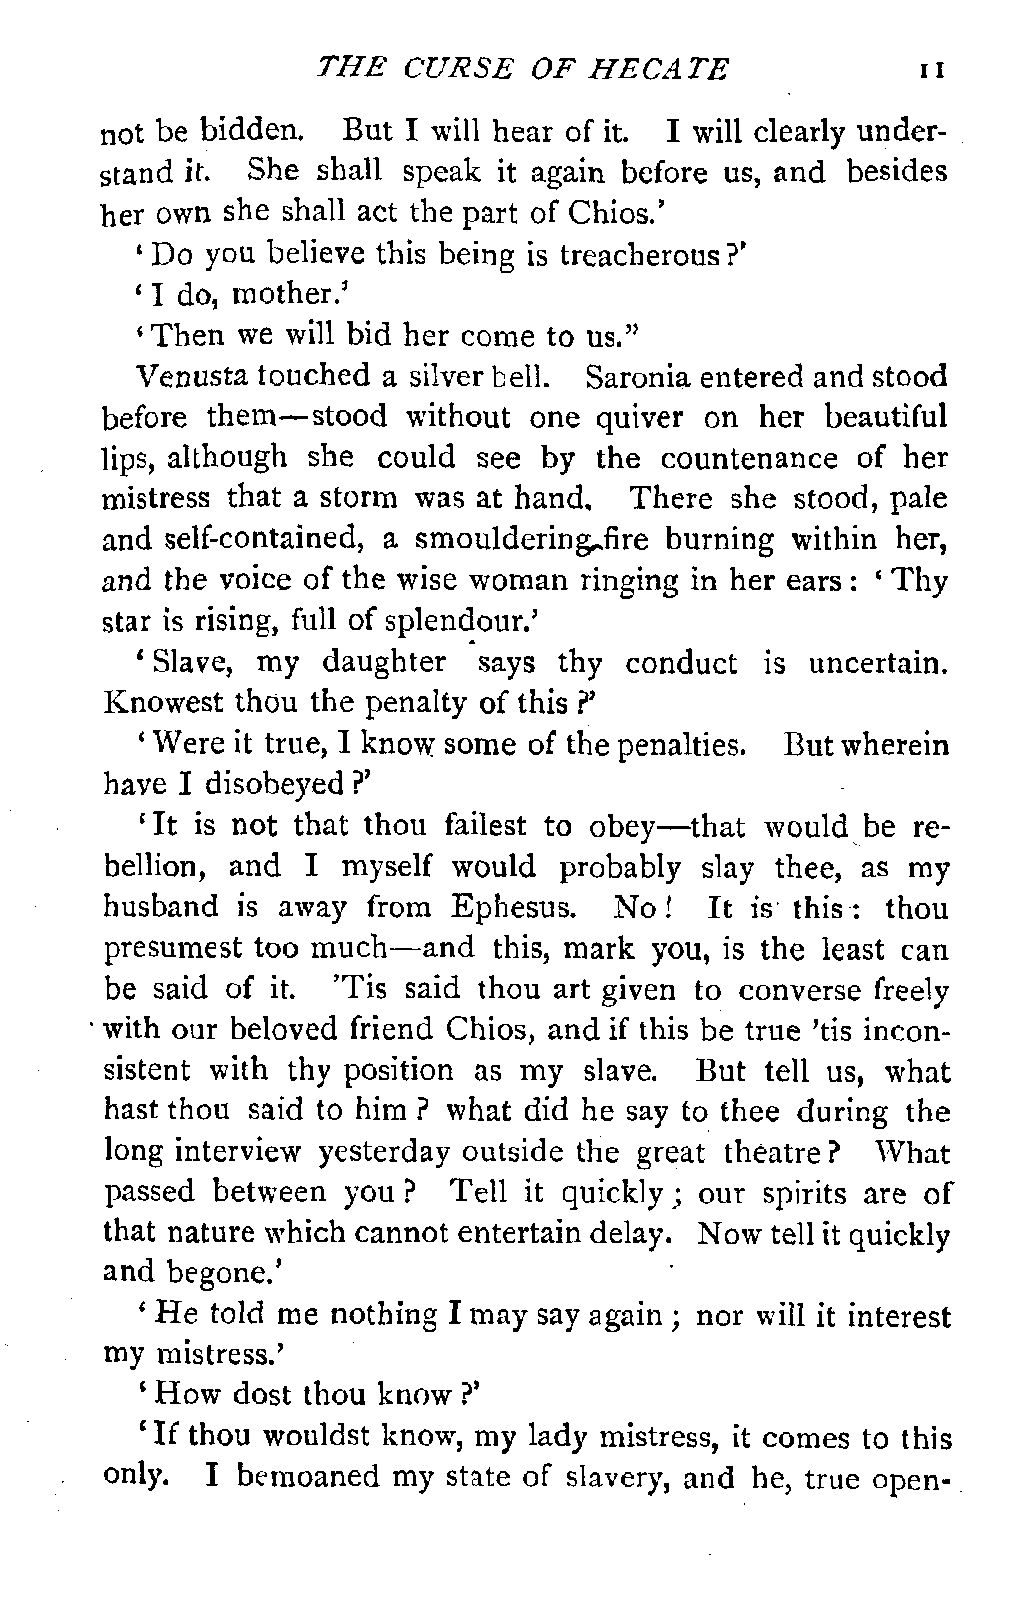 THE CURSE OF HECATE 11
not be bidden. But I will hear of it. I will clearly under-
stand it. She shall speak it again before us, and besides
her own she shall act the part of Chios.'
'Do you believe this being is treacherous?'
'I do, mother.'
'Then we will bid her come to us."
Venusta touched a silver bell. Saronia entered and stood
before them—stood without one quiver on her beautiful
lips, although she could see by the countenance of her
mistress that a storm was at hand. There she stood, pale
and self-contained, a smouldering fire burning within her,
and the voice of the wise woman ringing in her ears: 'Thy
star is rising, full of splendour.'
'Slave, my daughter says thy conduct is uncertain.
Knowest thou the penalty of this?'
'Were it true, I know some of the penalties. But wherein
have I disobeyed?'
'It is not that thou failest to obey—that would be re-
bellion, and I myself would probably slay thee, as my
husband is away from Ephesus. No! It is this: thou
presumest too much—and this, mark you, is the least can
be said of it. 'Tis said thou art given to converse freely
with our beloved friend Chios, and if this be true 'tis incon-
sistent with thy position as my slave. But tell us, what
hast thou said to him? what did he say to thee during the
long interview yesterday outside the great theatre? What
passed between you? Tell it quickly; our spirits are of
that nature which cannot entertain delay. Now tell it quickly
and begone.'
'He told me nothing I may say again; nor will it interest
my mistress.'
'How dost thou know?'
'If thou wouldst know, my lady mistress, it comes to this
only. I bemoaned my state of slavery, and he, true open-